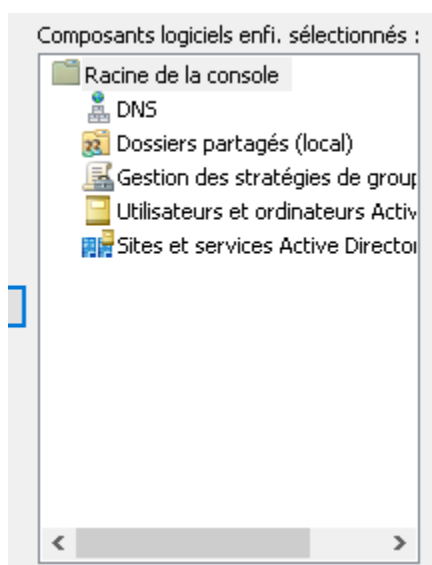 Composants logiciels enfi. sélectionnés :
Racine de la console
DNS
Dossiers partagés (local)
Gestion des stratégies de group
Utilisateurs et ordinateurs Activ
Sites et services Active Director